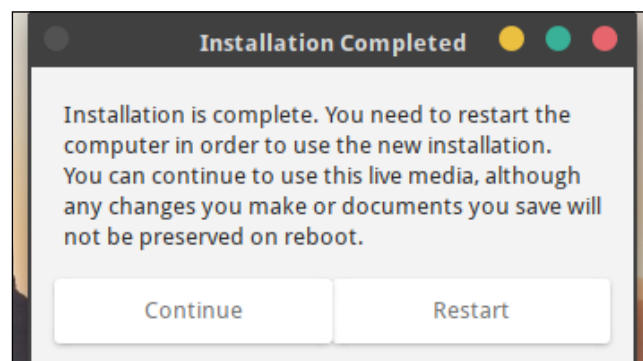 Installation Completed
Installation is complete. You need to restart the
computer in order to use the new installation.
You can continue to use this live media, although
any changes you make or documents you save will
not be preserved on reboot.
Continue
Restart